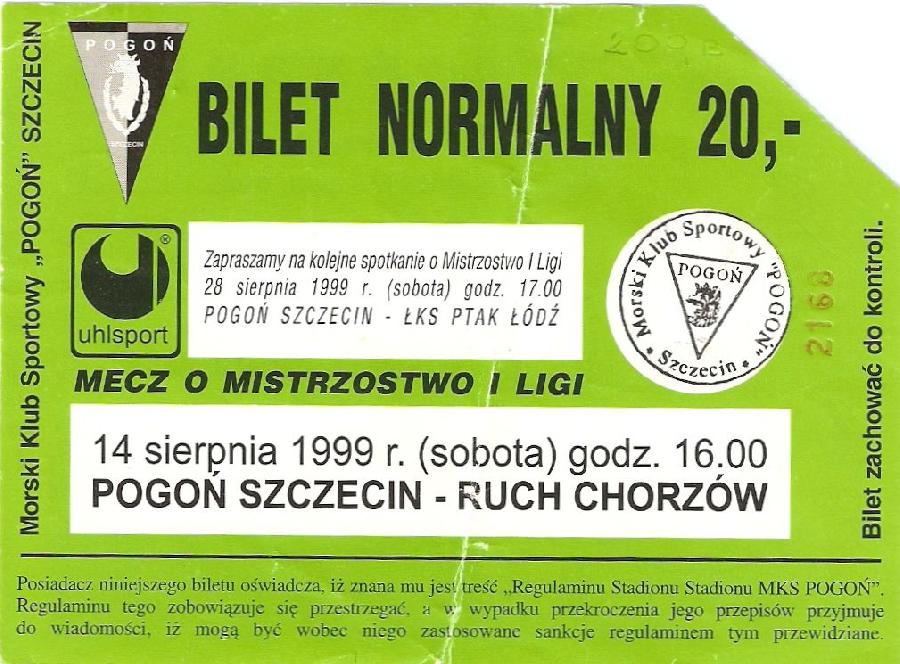 Morski Klub Sportowy „POGOŃ” SZCZECIN
POGOŃ
SZCZECIN
BILET NORMALNY 20,-
uhlsport®
Zapraszamy na kolejne spotkanie o Mistrzostwo I Ligi
28 sierpnia 1999 r. (sobota) godz. 17.00
POGOŃ SZCZECIN - ŁKS PTAK ŁÓDŹ
• Morski Klub Sportowy „POGOŃ” •
POGOŃ
Szczecin
2168
Bilet zachować do kontroli.
MECZ O MISTRZOSTWO I LIGI
14 sierpnia 1999 r. (sobota) godz. 16.00
POGOŃ SZCZECIN - RUCH CHORZÓW
Posiadacz niniejszego biletu oświadcza, iż znana mu jest treść „Regulaminu Stadionu Stadionu MKS POGOŃ”.
Regulaminu tego zobowiązuje się przestrzegać, a w wypadku przekroczenia jego przepisów przyjmuje
do wiadomości, iż mogą być wobec niego zastosowane sankcje regulaminem tym przewidziane.